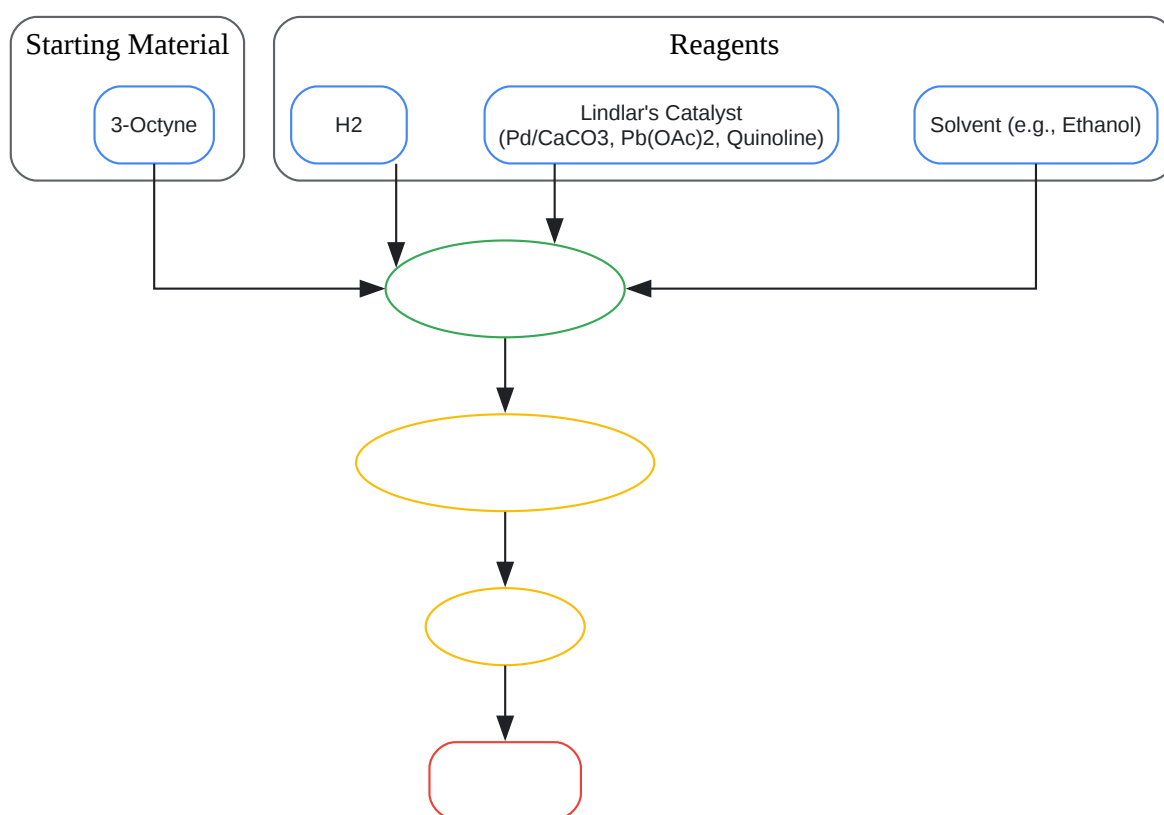 Starting Material
Reagents
3-Octyne
H2
Lindlar's Catalyst
(Pd/CaCO3, Pb(OAc)2, Quinoline)
Solvent (e.g., Ethanol)